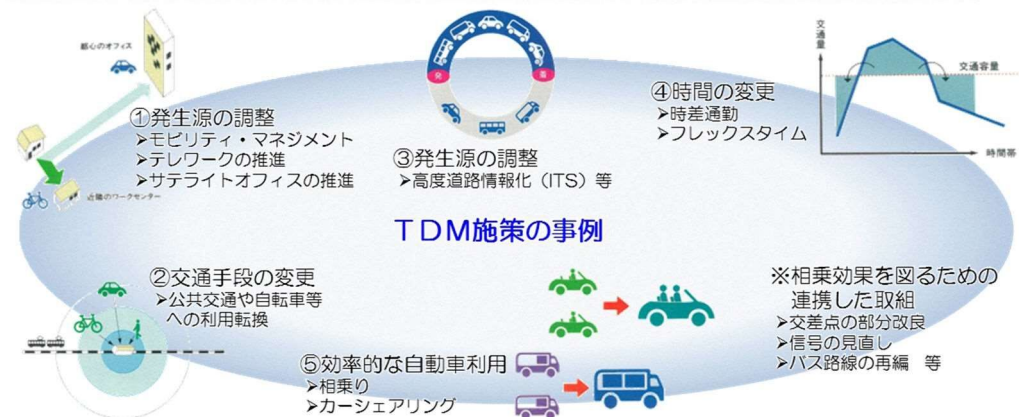 都心のオフィス
①発生源の調整
➢モビリティ・マネジメント
➢テレワークの推進
➢サテライトオフィスの推進
近隣のワークセンター
発
着
③発生源の調整
➢高度道路情報化（ITS）等
④時間の変更
➢時差通勤
➢フレックスタイム
交通量
交通容量
時間帯
ＴＤＭ施策の事例
②交通手段の変更
➢公共交通や自転車等
への利用転換
⑤効率的な自動車利用
➢相乗り
➢カーシェアリング
※相乗効果を図るための
連携した取組
➢交差点の部分改良
➢信号の見直し
➢バス路線の再編　等